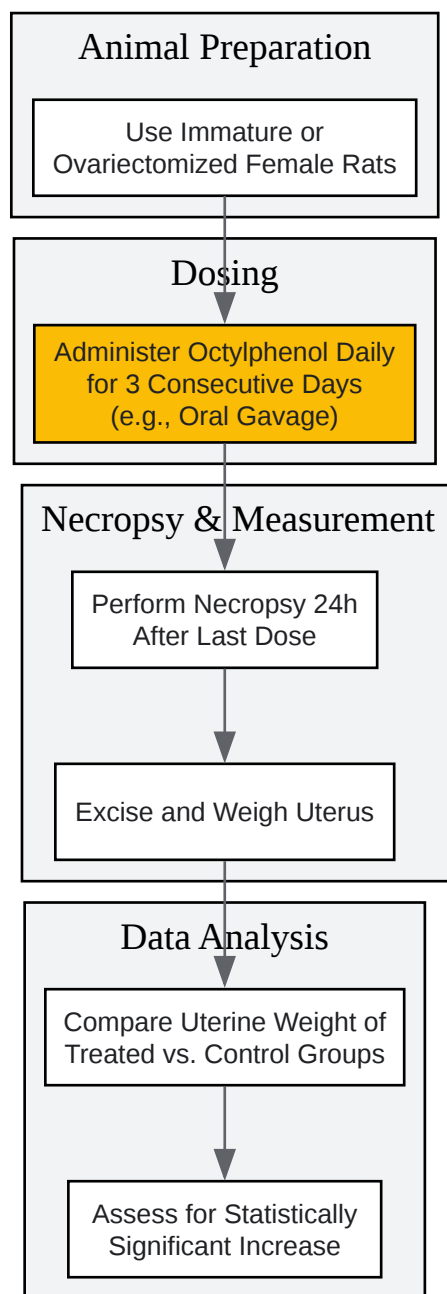 Animal Preparation
Use Immature or
Ovariectomized Female Rats
Dosing
Administer Octylphenol Daily
for 3 Consecutive Days
(e.g., Oral Gavage)
Necropsy & Measurement
Perform Necropsy 24h
After Last Dose
Excise and Weigh Uterus
Data Analysis
Compare Uterine Weight of
Treated vs. Control Groups
Assess for Statistically
Significant Increase